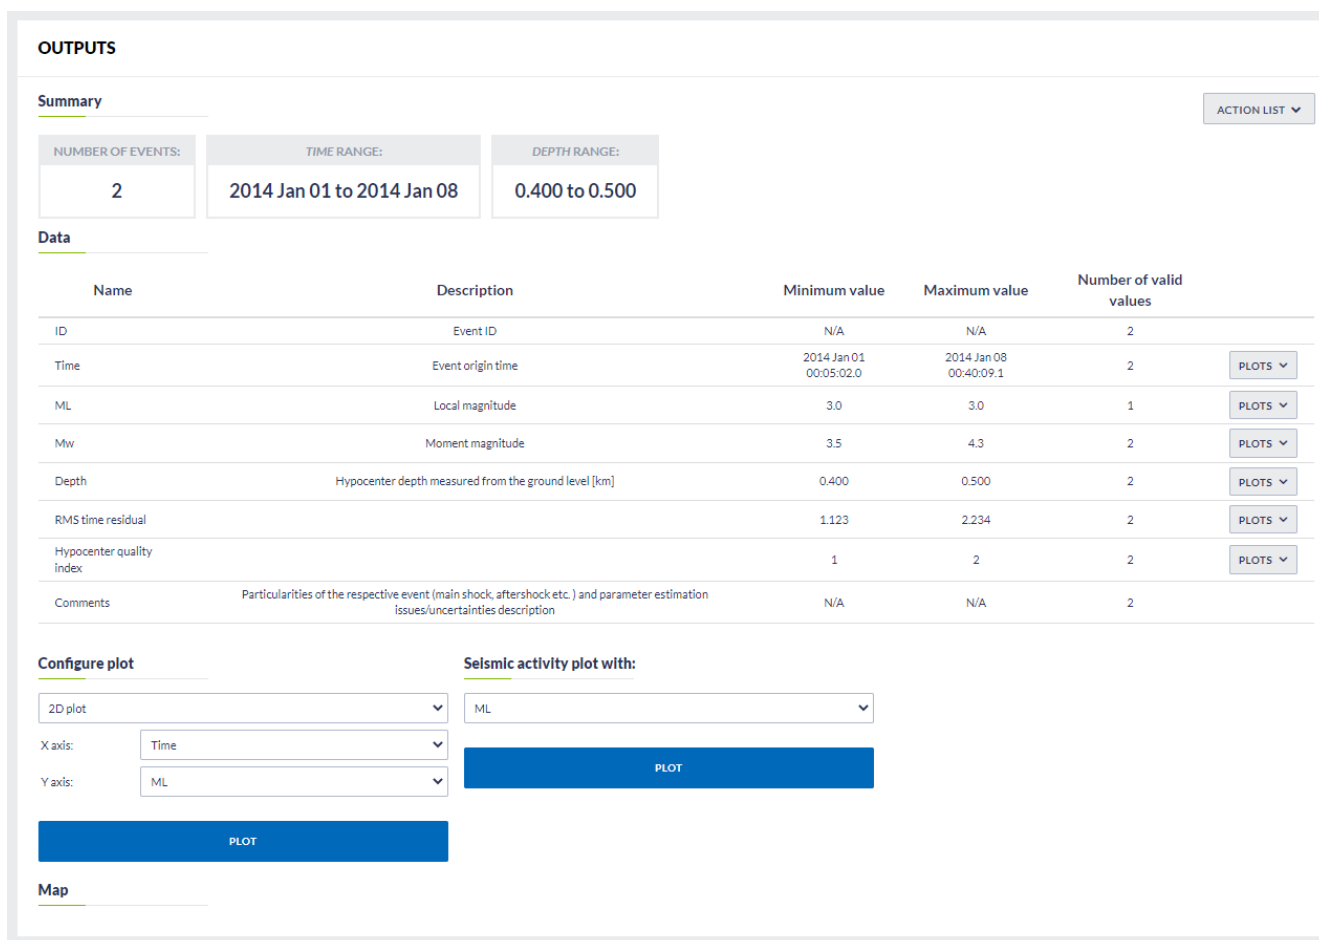 OUTPUTS
Summary
ACTION LIST
NUMBER OF EVENTS: TIME RANGE: DEPTH RANGE:
2 2014 Jan 01 to 2014 Jan 08 0.400 to 0.500
Data
Name Description Minimum value Maximum value Number of valid
values
ID Event ID N/A N/A 2
Time Event origin time 2014 Jan 01 2014 Jan 08 2 PLOTS
00:05:02.0 00:40:09.1
ML Local magnitude 3.0 3.0 1 PLOTS
Mw Moment magnitude 3.5 4.3 2 PLOTS
Depth Hypocenter depth measured from the ground level [km] 0.400 0.500 2 PLOTS
RMS time residual 1.123 2.234 2 PLOTS
Hypocenter quality
index 1 2 2 PLOTS
Comments Particularities of the respective event (main shock, aftershock etc. ) and parameter estimation N/A N/A 2
issues/uncertainties description
Configure plot
2D plot
X axis: Time
Y axis: ML
PLOT
Seismic activity plot with:
ML
PLOT
Map